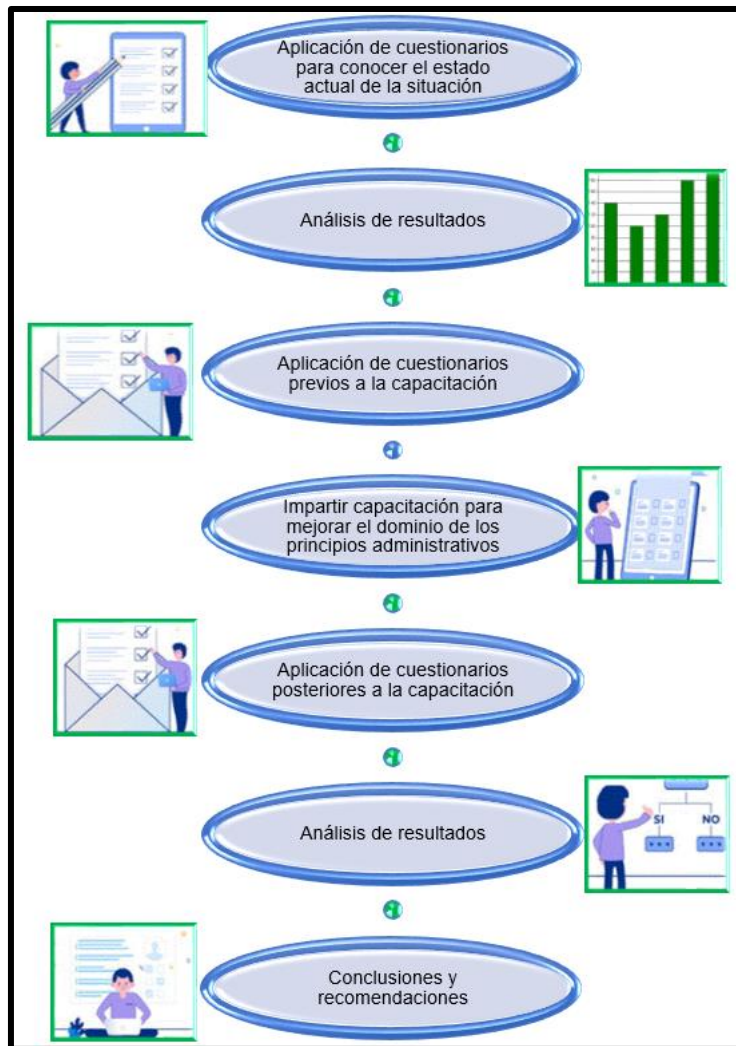 Aplicación de cuestionarios
para conocer el estado
actual de la situación
Análisis de resultados
Aplicación de cuestionarios
previos a la capacitación
Impartir capacitación para
mejorar el dominio de los
principios administrativos
Aplicación de cuestionarios
posteriores a la capacitación
Análisis de resultados
SI NO
Conclusiones y
recomendaciones